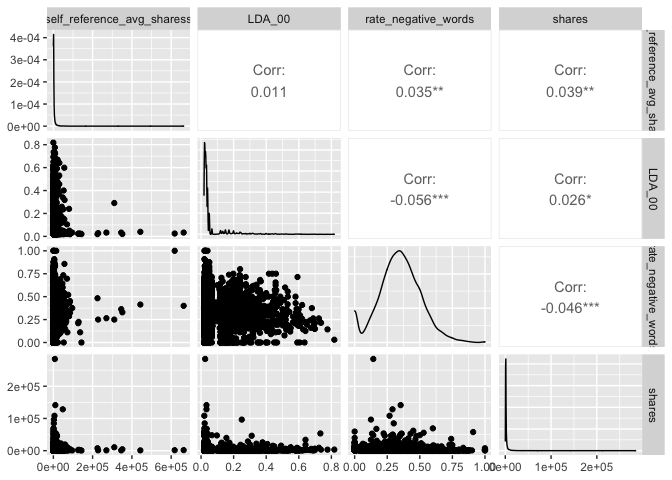 self_reference_avg_sharess
LDA_00
rate_negative_words
shares
4e-04
3e-04
2e-04
1e-04
0e+00
Corr:
0.011
Corr:
0.035**
Corr:
0.039**
_reference_avg_sha
0.8
0.6
0.4
0.2
0.0
Corr:
-0.056***
Corr:
0.026*
LDA_00
1.00
0.75
0.50
0.25
0.00
Corr:
-0.046***
ate_negative_words
2e+05
1e+05
0e+00
shares
0e+00 2e+05 4e+05 6e+05
0.0 0.2 0.4 0.6 0.8
0.00 0.25 0.50 0.75 1.00
0e+00 1e+05 2e+05